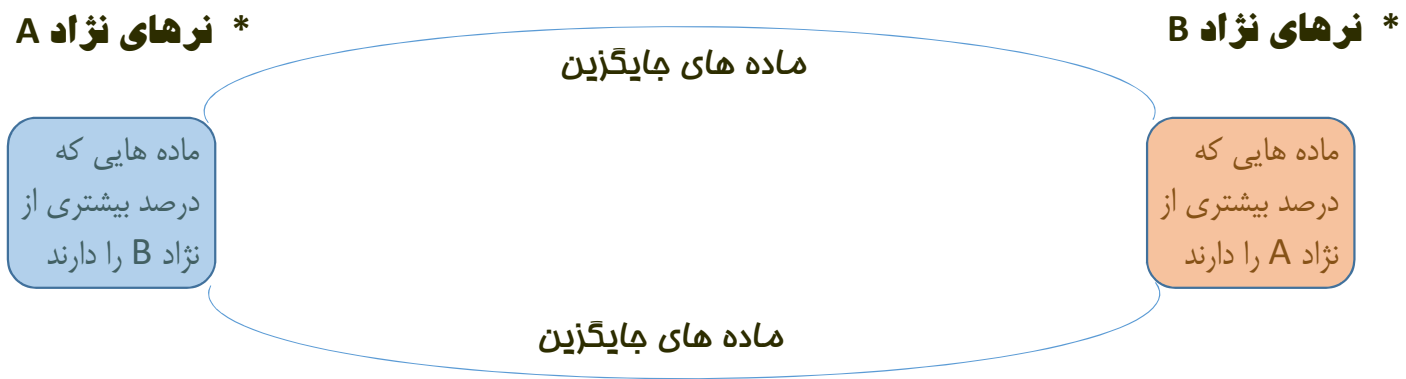 * نرهای نژاد B
* نرهای نژاد A
ماده های جایگزین
ماده هایی که
درصد بیشتری از
نژاد A را دارند
ماده هایی که
درصد بیشتری از
نژاد B را دارند
ماده های جایگزین